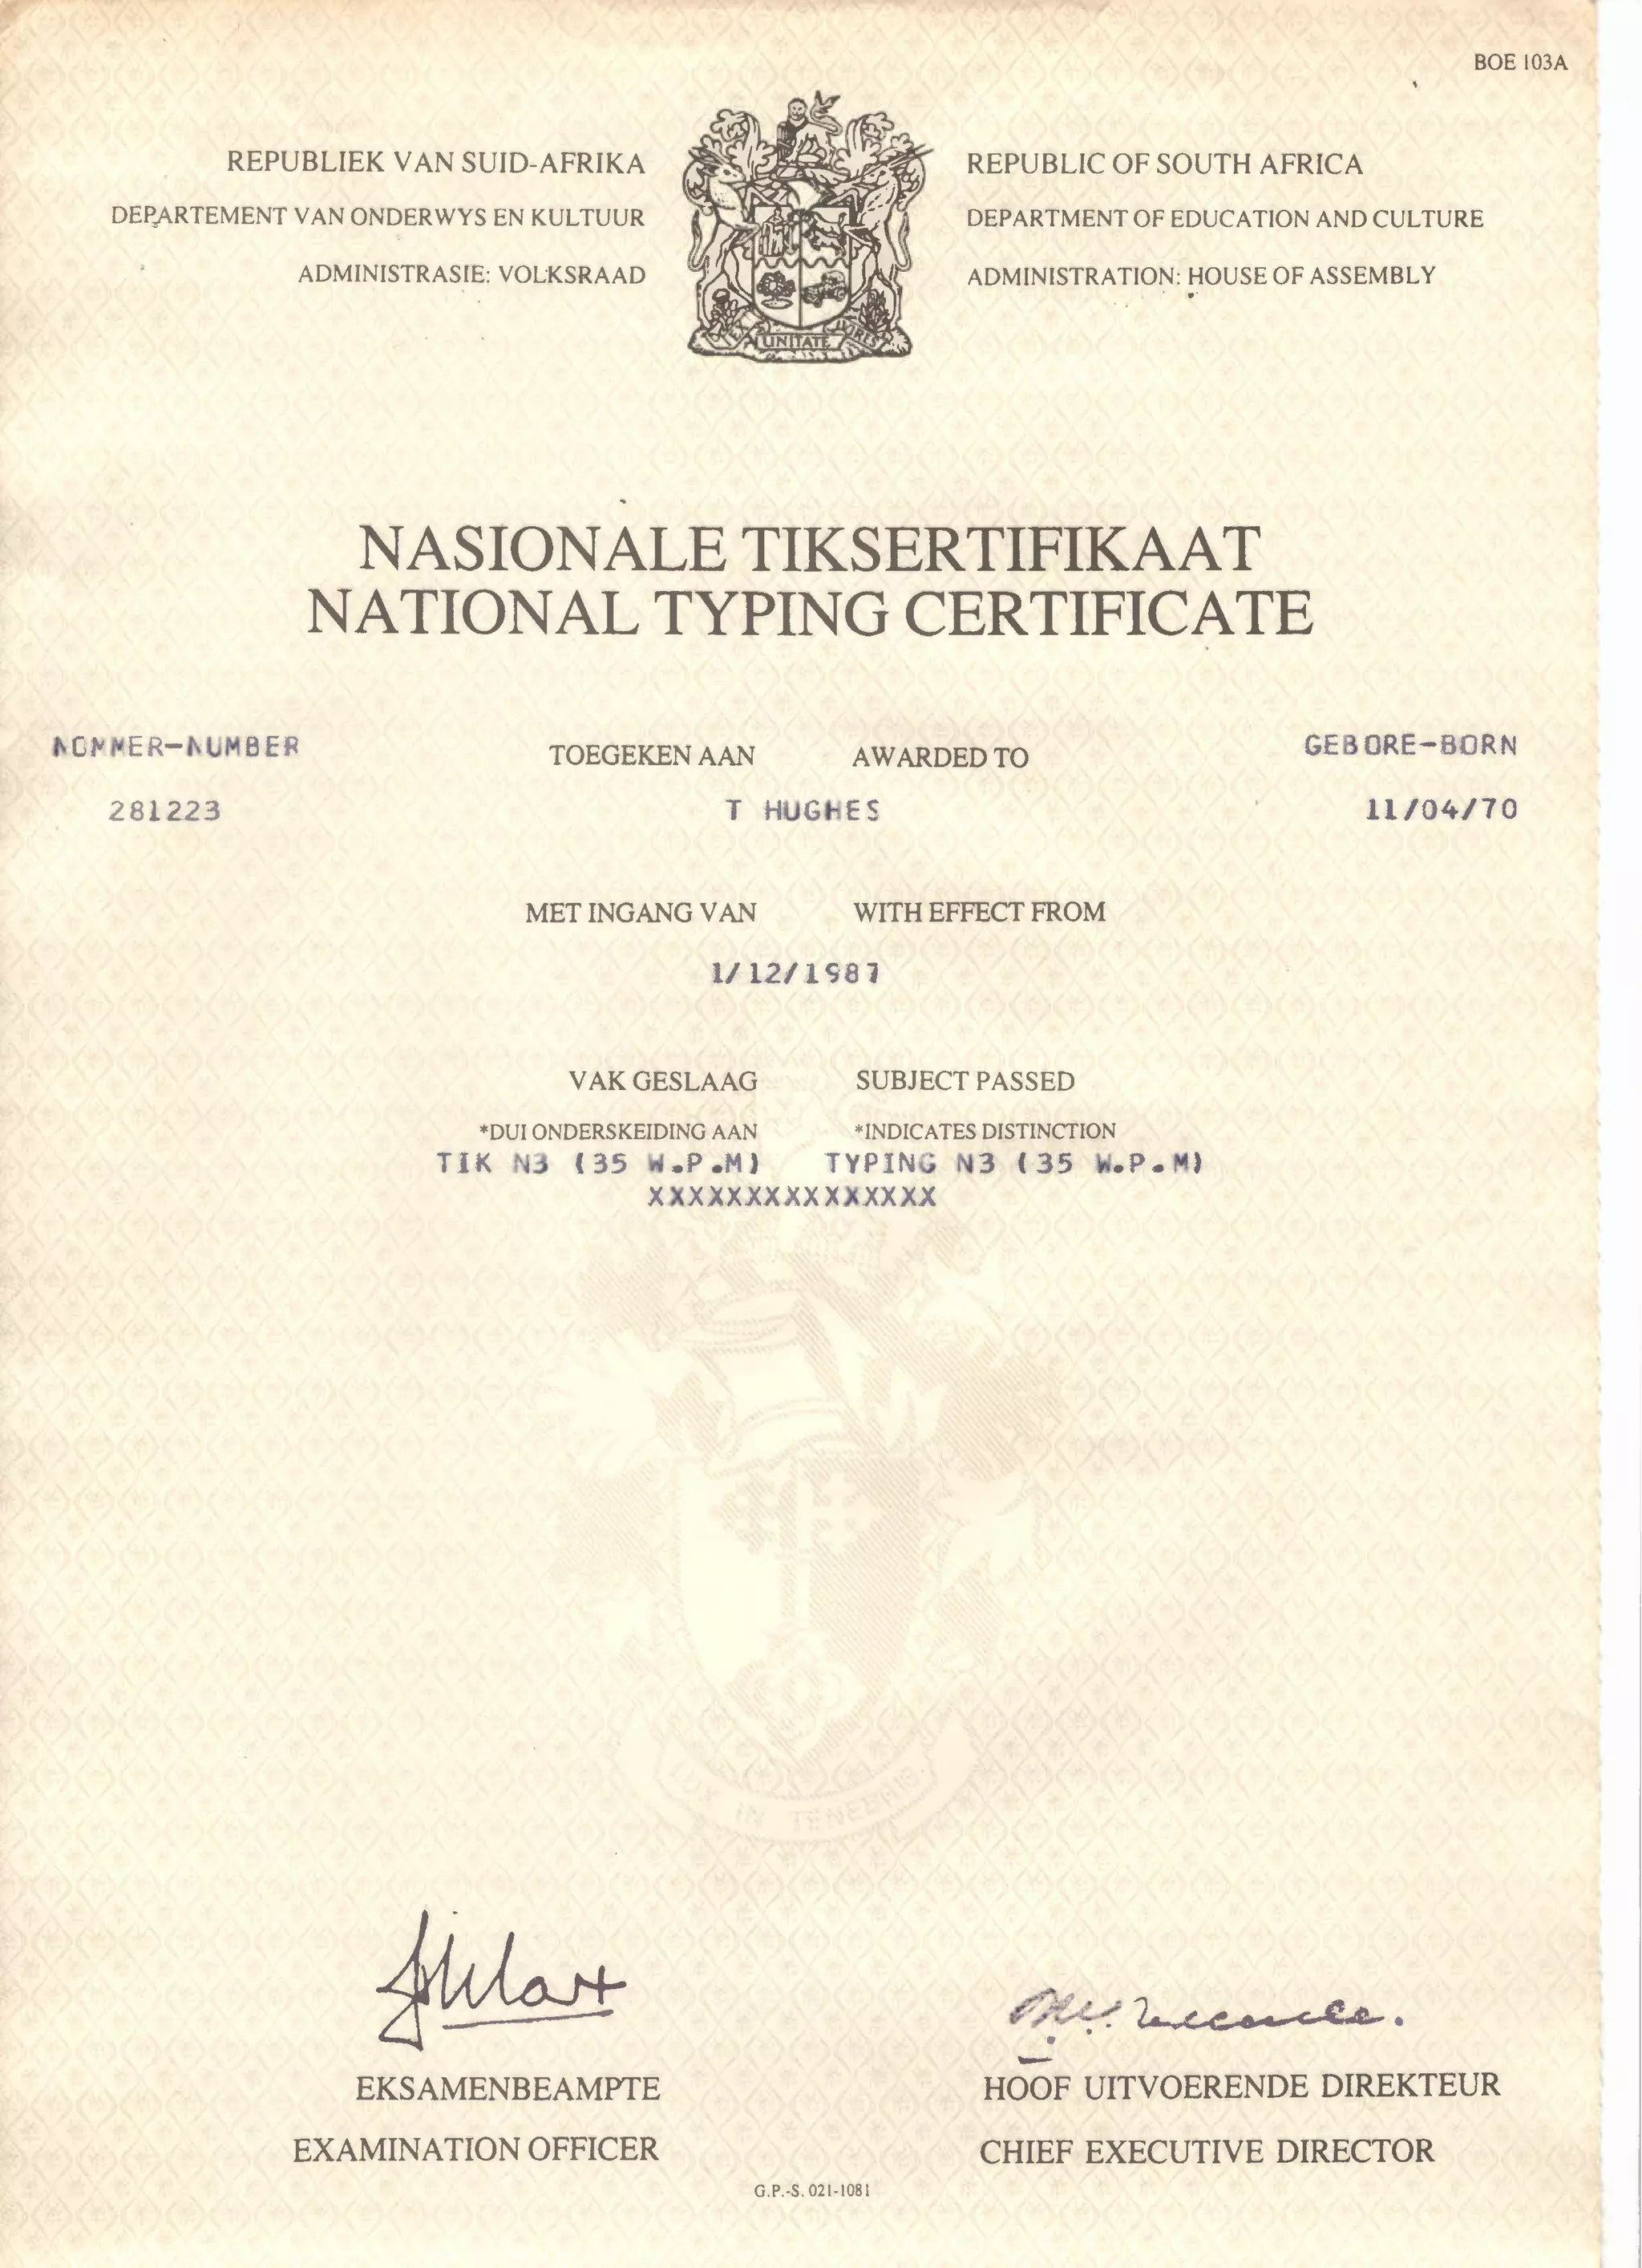 BOE 103A
REPUBLIEK VAN SUID-AFRIKA
DEPARTEMENT VAN ONDERWYS EN KULTUUR
ADMINISTRASIE: VOLKSRAAD
REPUBLIC OF SOUTH AFRICA
DEPARTMENT OF EDUCATION AND CULTURE
ADMINISTRATION: HOUSE OF ASSEMBLY
EX UNITATE VIRES
NASIONALE TIKSERTIFIKAAT
NATIONAL TYPING CERTIFICATE
NOMMER-NUMBER
281223
TOEGEKEN AAN AWARDED TO
T HUGHES
GEBORE-BORN
11/04/70
MET INGANG VAN WITH EFFECT FROM
1/12/1987
VAK GESLAAG SUBJECT PASSED
*DUI ONDERSKEIDING AAN *INDICATES DISTINCTION
TIK N3 (35 W.P.M) TYPING N3 (35 W.P.M)
XXXXXXXXXXXXXXX
LUX IN TENEBRIS
EKSAMENBEAMPTE
EXAMINATION OFFICER
HOOF UITVOERENDE DIREKTEUR
CHIEF EXECUTIVE DIRECTOR
G.P.-S. 021-1081